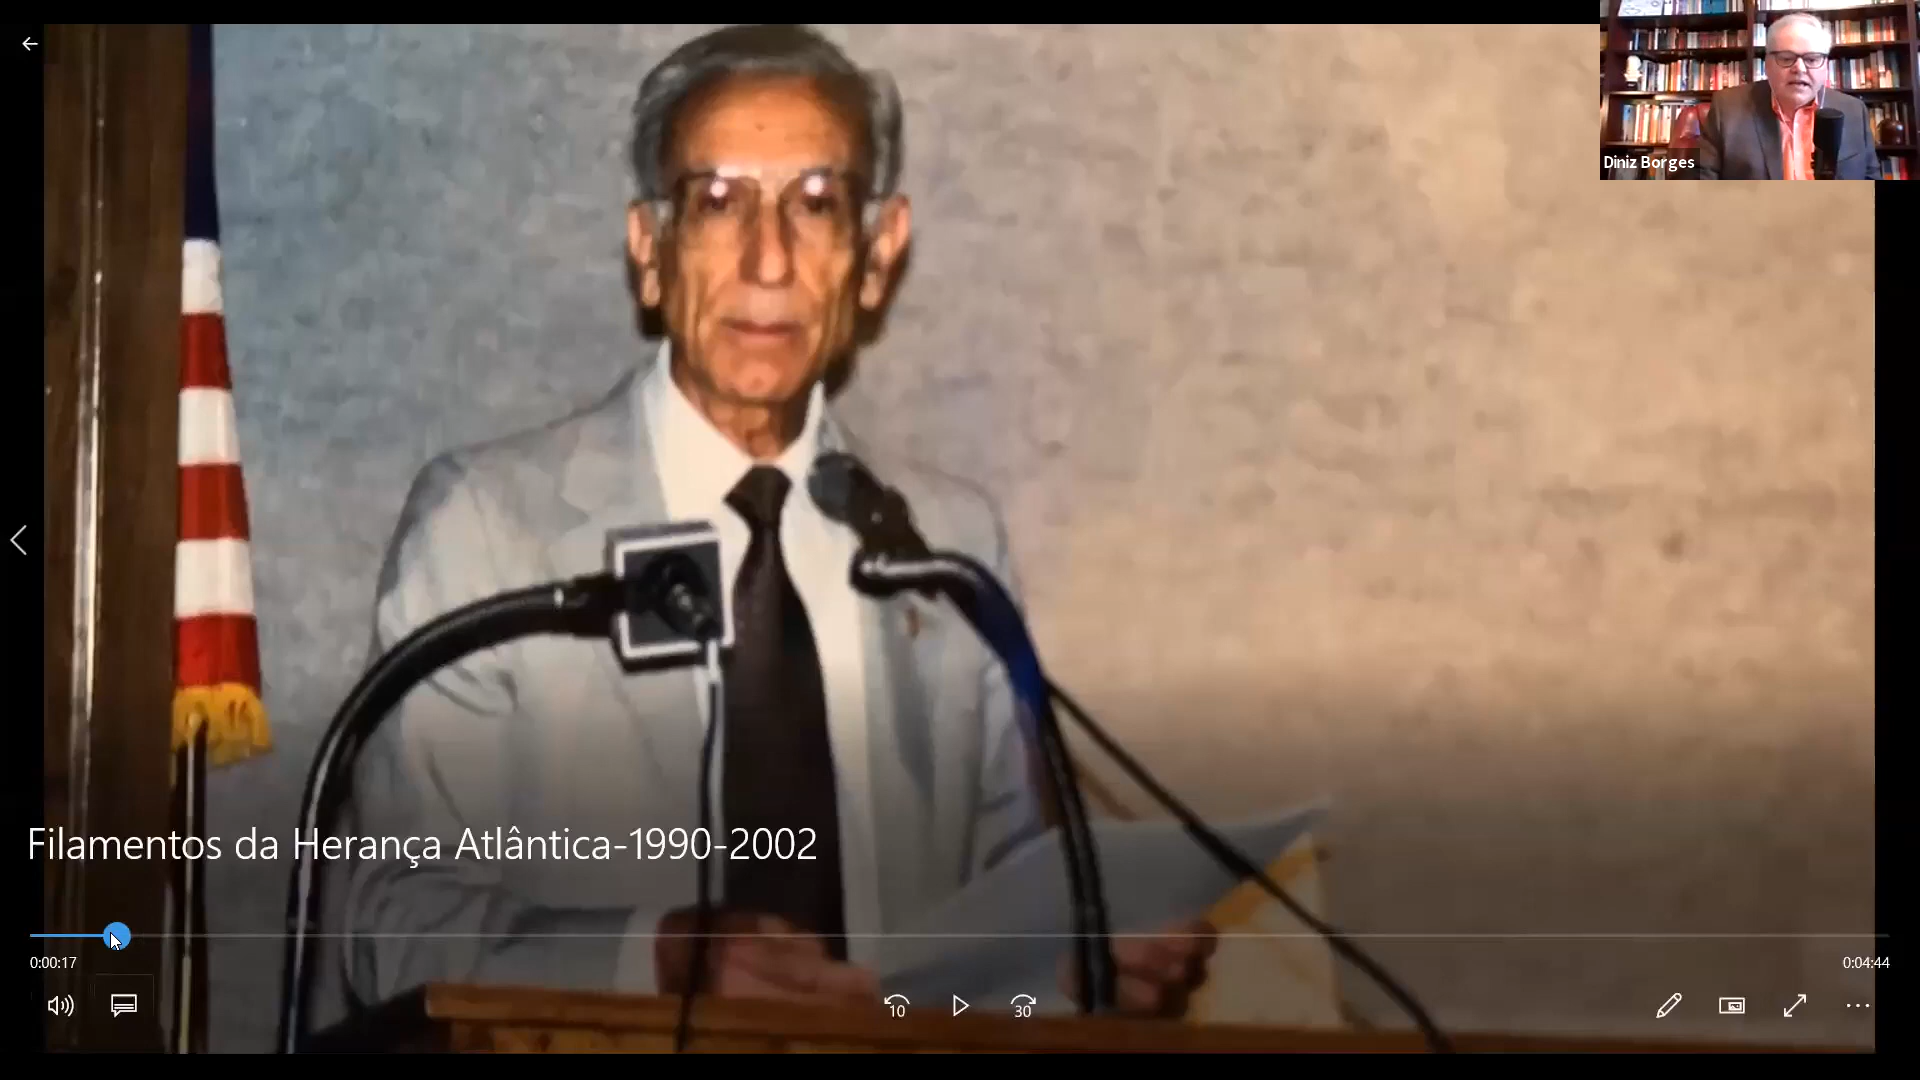 Diniz Borges
Filamentos da Herança Atlântica-1990-2002
0:00:17
0:04:44
10
30